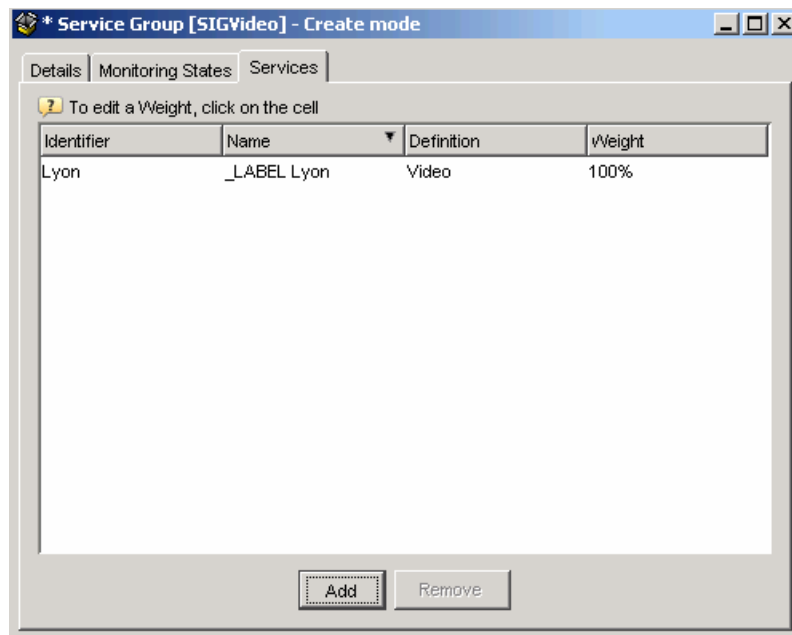 * Service Group [SIGVideo] - Create mode
Details Monitoring States Services
To edit a Weight, click on the cell
Identifier Name Definition Weight
Lyon _LABEL Lyon Video 100%
Add Remove